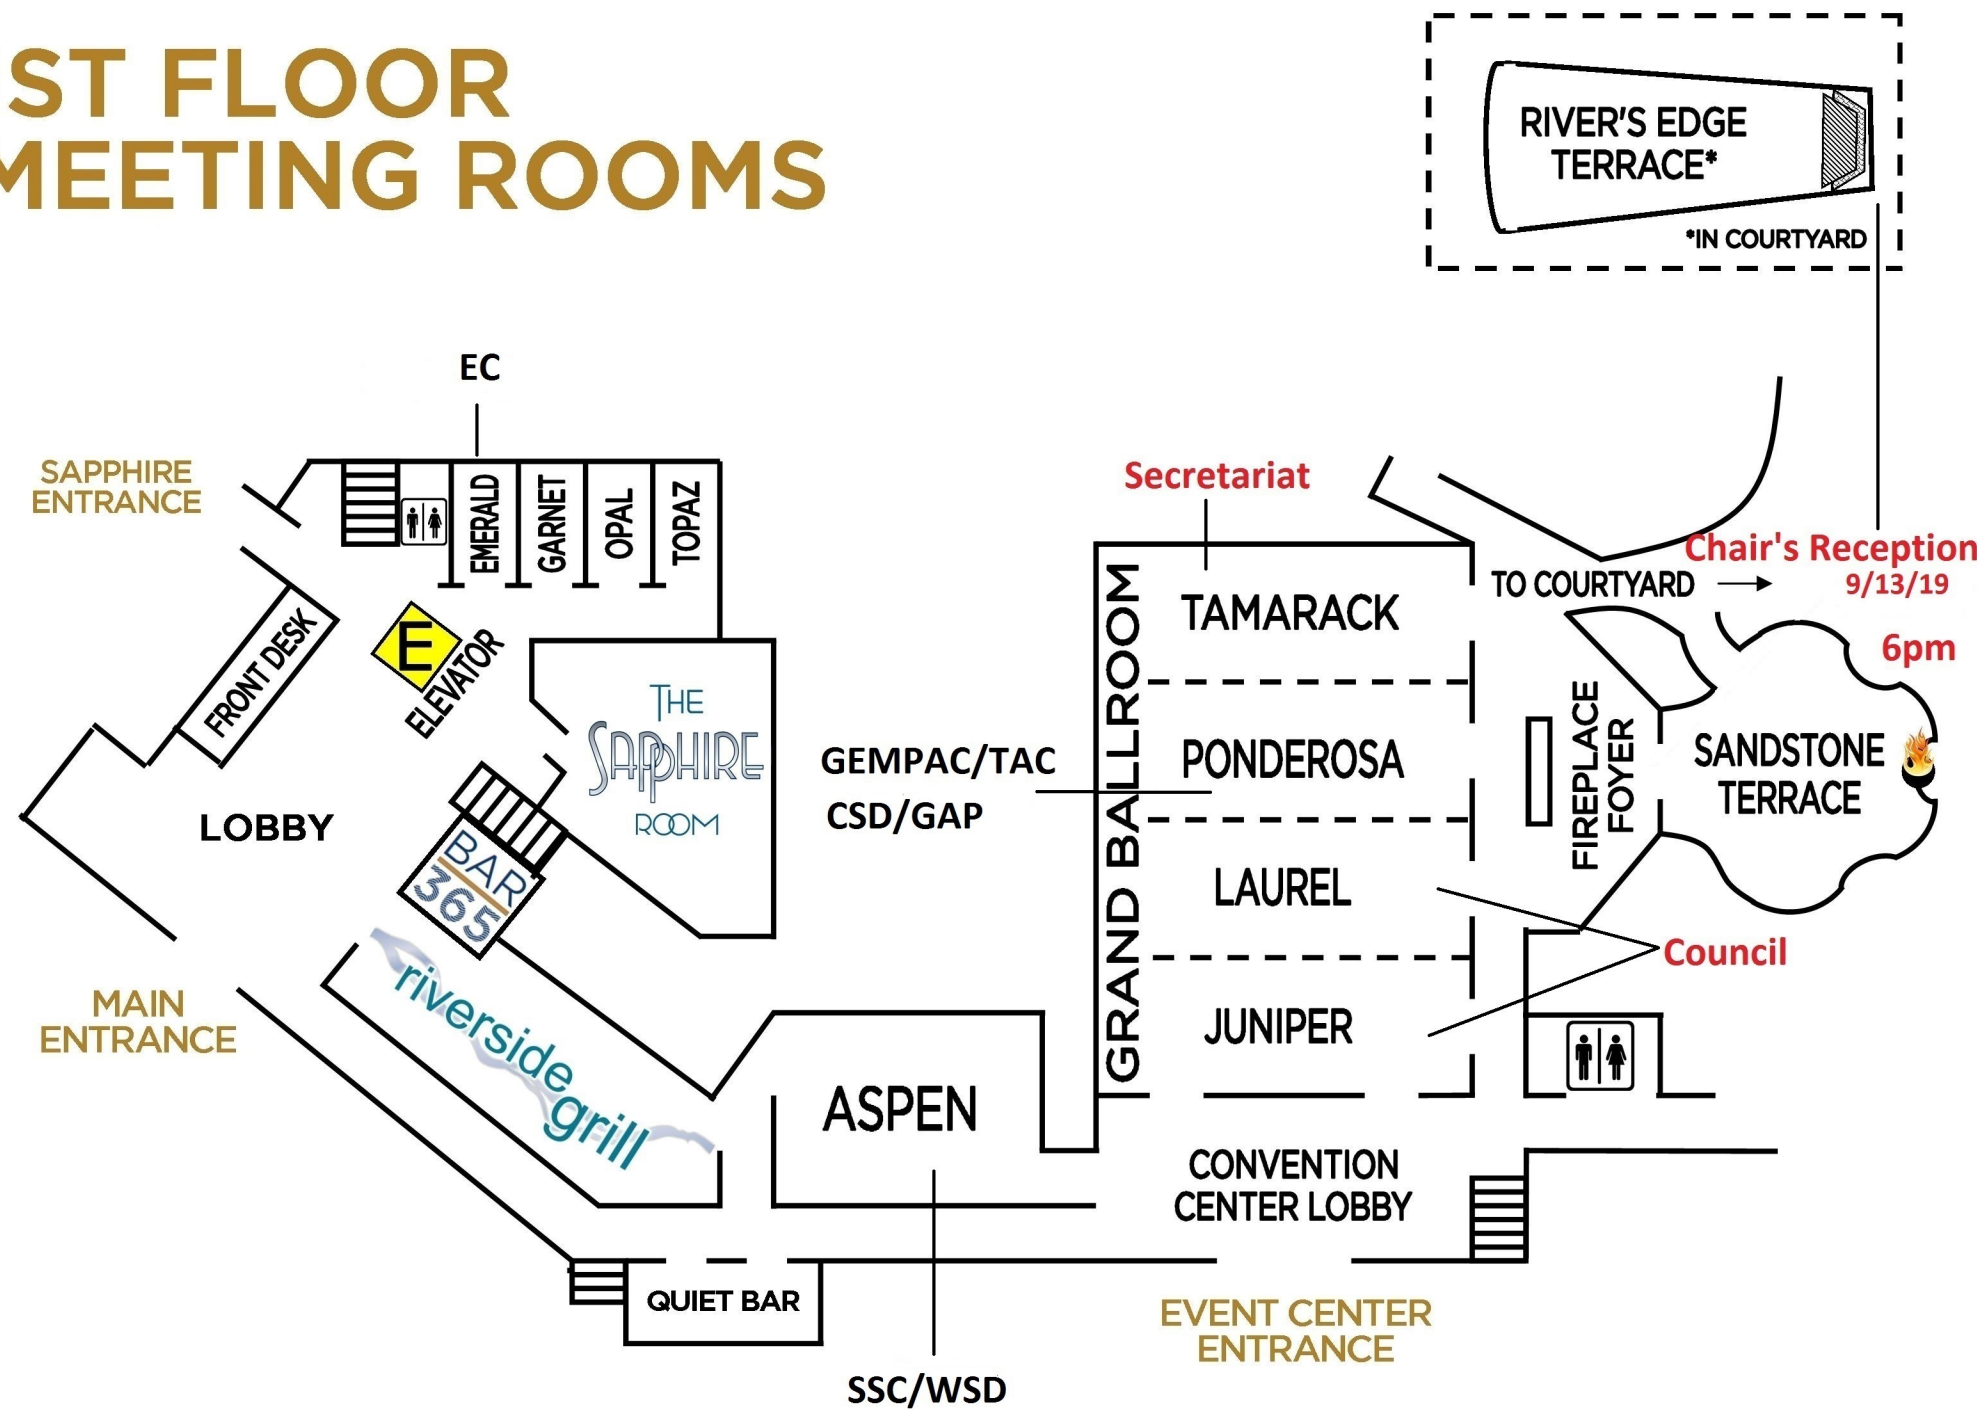 ST FLOOR
MEETING ROOMS
RIVER'S EDGE
TERRACE*
*IN COURTYARD
EC
SAPPHIRE
ENTRANCE
EMERALD
GARNET
OPAL
TOPAZ
FRONT DESK
E
ELEVATOR
THE
SAPPHIRE
ROOM
LOBBY
BAR
365
riverside
grill
MAIN
ENTRANCE
ASPEN
QUIET BAR
SSC/WSD
GEMPAC/TAC
CSD/GAP
Secretariat
GRAND BALLROOM
TAMARACK
PONDEROSA
LAUREL
JUNIPER
Council
CONVENTION
CENTER LOBBY
EVENT CENTER
ENTRANCE
TO COURTYARD
Chair's Reception
9/13/19
6pm
FIREPLACE
FOYER
SANDSTONE
TERRACE